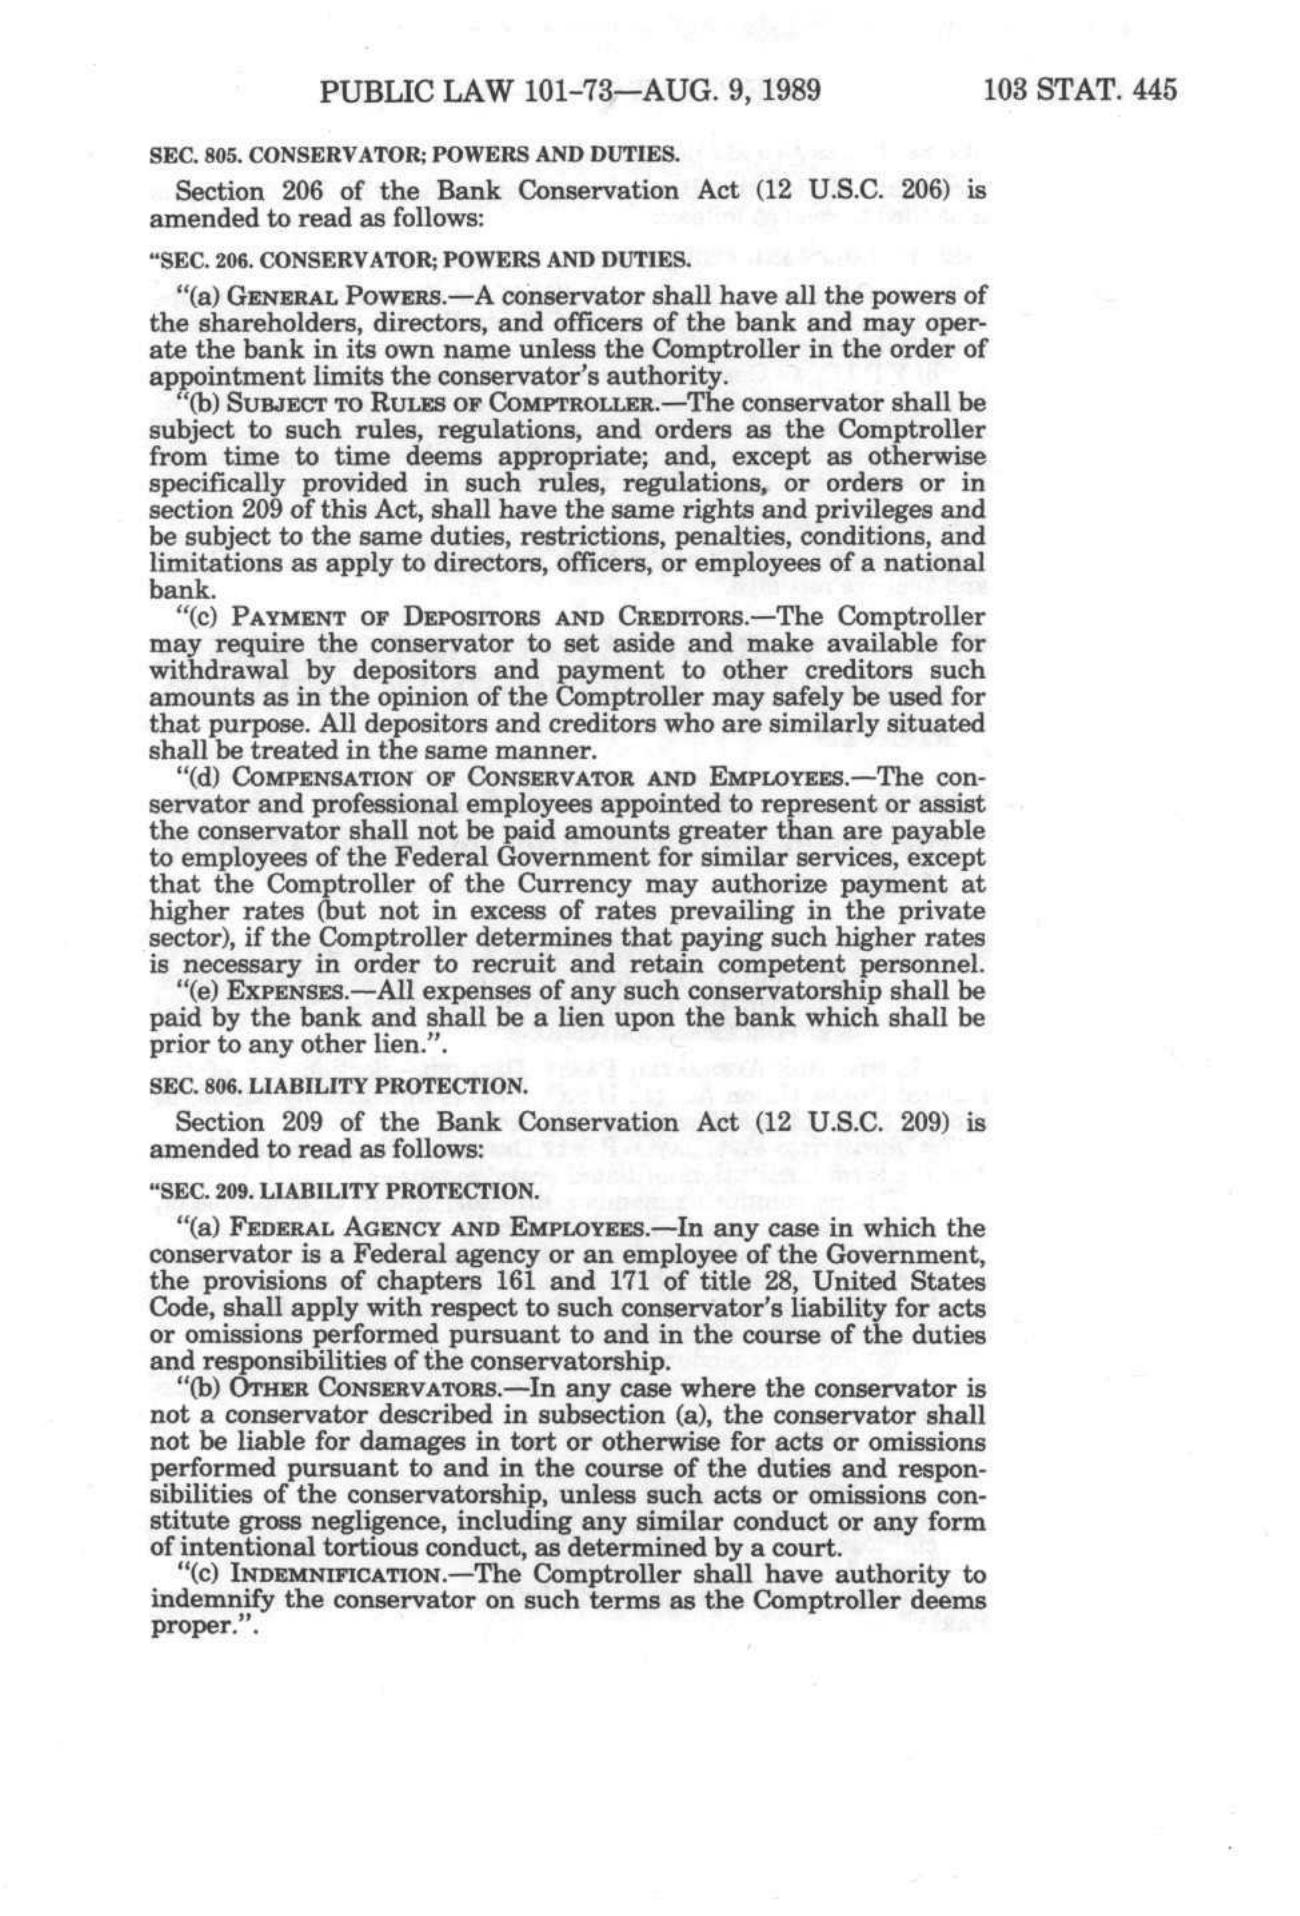 PUBLIC LAW 101–73—AUG. 9, 1989 103 STAT. 445
SEC. 805. CONSERVATOR; POWERS AND DUTIES.
Section 206 of the Bank Conservation Act (12 U.S.C. 206) is
amended to read as follows:
“SEC. 206. CONSERVATOR; POWERS AND DUTIES.
“(a) GENERAL POWERS.—A conservator shall have all the powers of
the shareholders, directors, and officers of the bank and may oper-
ate the bank in its own name unless the Comptroller in the order of
appointment limits the conservator's authority.
“(b) SUBJECT TO RULES OF COMPTROLLER.—The conservator shall be
subject to such rules, regulations, and orders as the Comptroller
from time to time deems appropriate; and, except as otherwise
specifically provided in such rules, regulations, or orders or in
section 209 of this Act, shall have the same rights and privileges and
be subject to the same duties, restrictions, penalties, conditions, and
limitations as apply to directors, officers, or employees of a national
bank.
“(c) PAYMENT OF DEPOSITORS AND CREDITORS.—The Comptroller
may require the conservator to set aside and make available for
withdrawal by depositors and payment to other creditors such
amounts as in the opinion of the Comptroller may safely be used for
that purpose. All depositors and creditors who are similarly situated
shall be treated in the same manner.
“(d) COMPENSATION OF CONSERVATOR AND EMPLOYEES.—The con-
servator and professional employees appointed to represent or assist
the conservator shall not be paid amounts greater than are payable
to employees of the Federal Government for similar services, except
that the Comptroller of the Currency may authorize payment at
higher rates (but not in excess of rates prevailing in the private
sector), if the Comptroller determines that paying such higher rates
is necessary in order to recruit and retain competent personnel.
“(e) EXPENSES.—All expenses of any such conservatorship shall be
paid by the bank and shall be a lien upon the bank which shall be
prior to any other lien.”.
SEC. 806. LIABILITY PROTECTION.
Section 209 of the Bank Conservation Act (12 U.S.C. 209) is
amended to read as follows:
“SEC. 209. LIABILITY PROTECTION.
“(a) FEDERAL AGENCY AND EMPLOYEES.—In any case in which the
conservator is a Federal agency or an employee of the Government,
the provisions of chapters 161 and 171 of title 28, United States
Code, shall apply with respect to such conservator's liability for acts
or omissions performed pursuant to and in the course of the duties
and responsibilities of the conservatorship.
“(b) OTHER CONSERVATORS.—In any case where the conservator is
not a conservator described in subsection (a), the conservator shall
not be liable for damages in tort or otherwise for acts or omissions
performed pursuant to and in the course of the duties and respon-
sibilities of the conservatorship, unless such acts or omissions con-
stitute gross negligence, including any similar conduct or any form
of intentional tortious conduct, as determined by a court.
“(c) INDEMNIFICATION.—The Comptroller shall have authority to
indemnify the conservator on such terms as the Comptroller deems
proper.”.